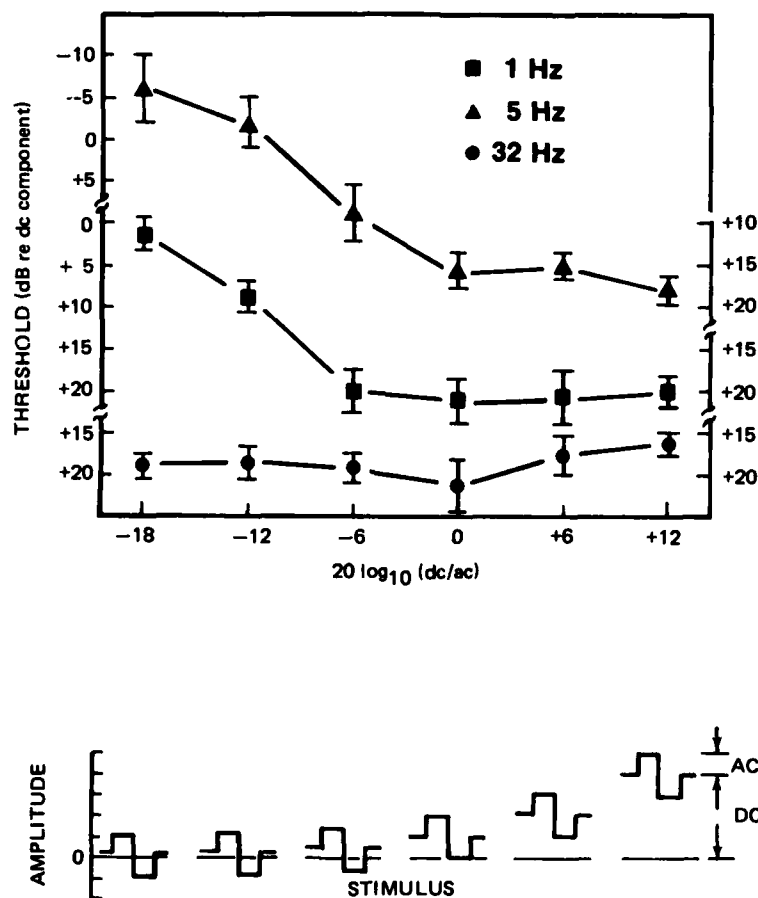 −10
--5
0
+5
0
+ 5
+10
+15
+20
+15
+20
THRESHOLD (dB re dc component)
1 Hz
5 Hz
32 Hz
+10
+15
+20
+15
+20
+15
+20
−18 −12 −6 0 +6 +12
20 log10 (dc/ac)
AMPLITUDE
0
AC
DC
STIMULUS